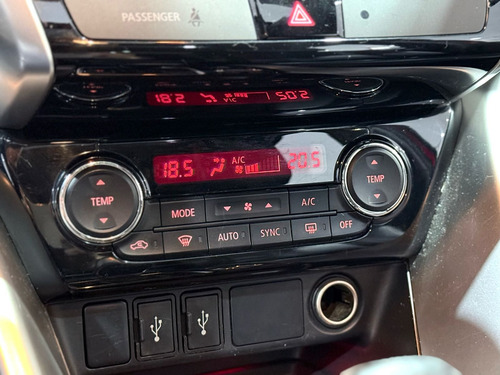 PASSENGER
18.5 A/C 20.5
TEMP
TEMP
MODE A/C
AUTO SYNC OFF